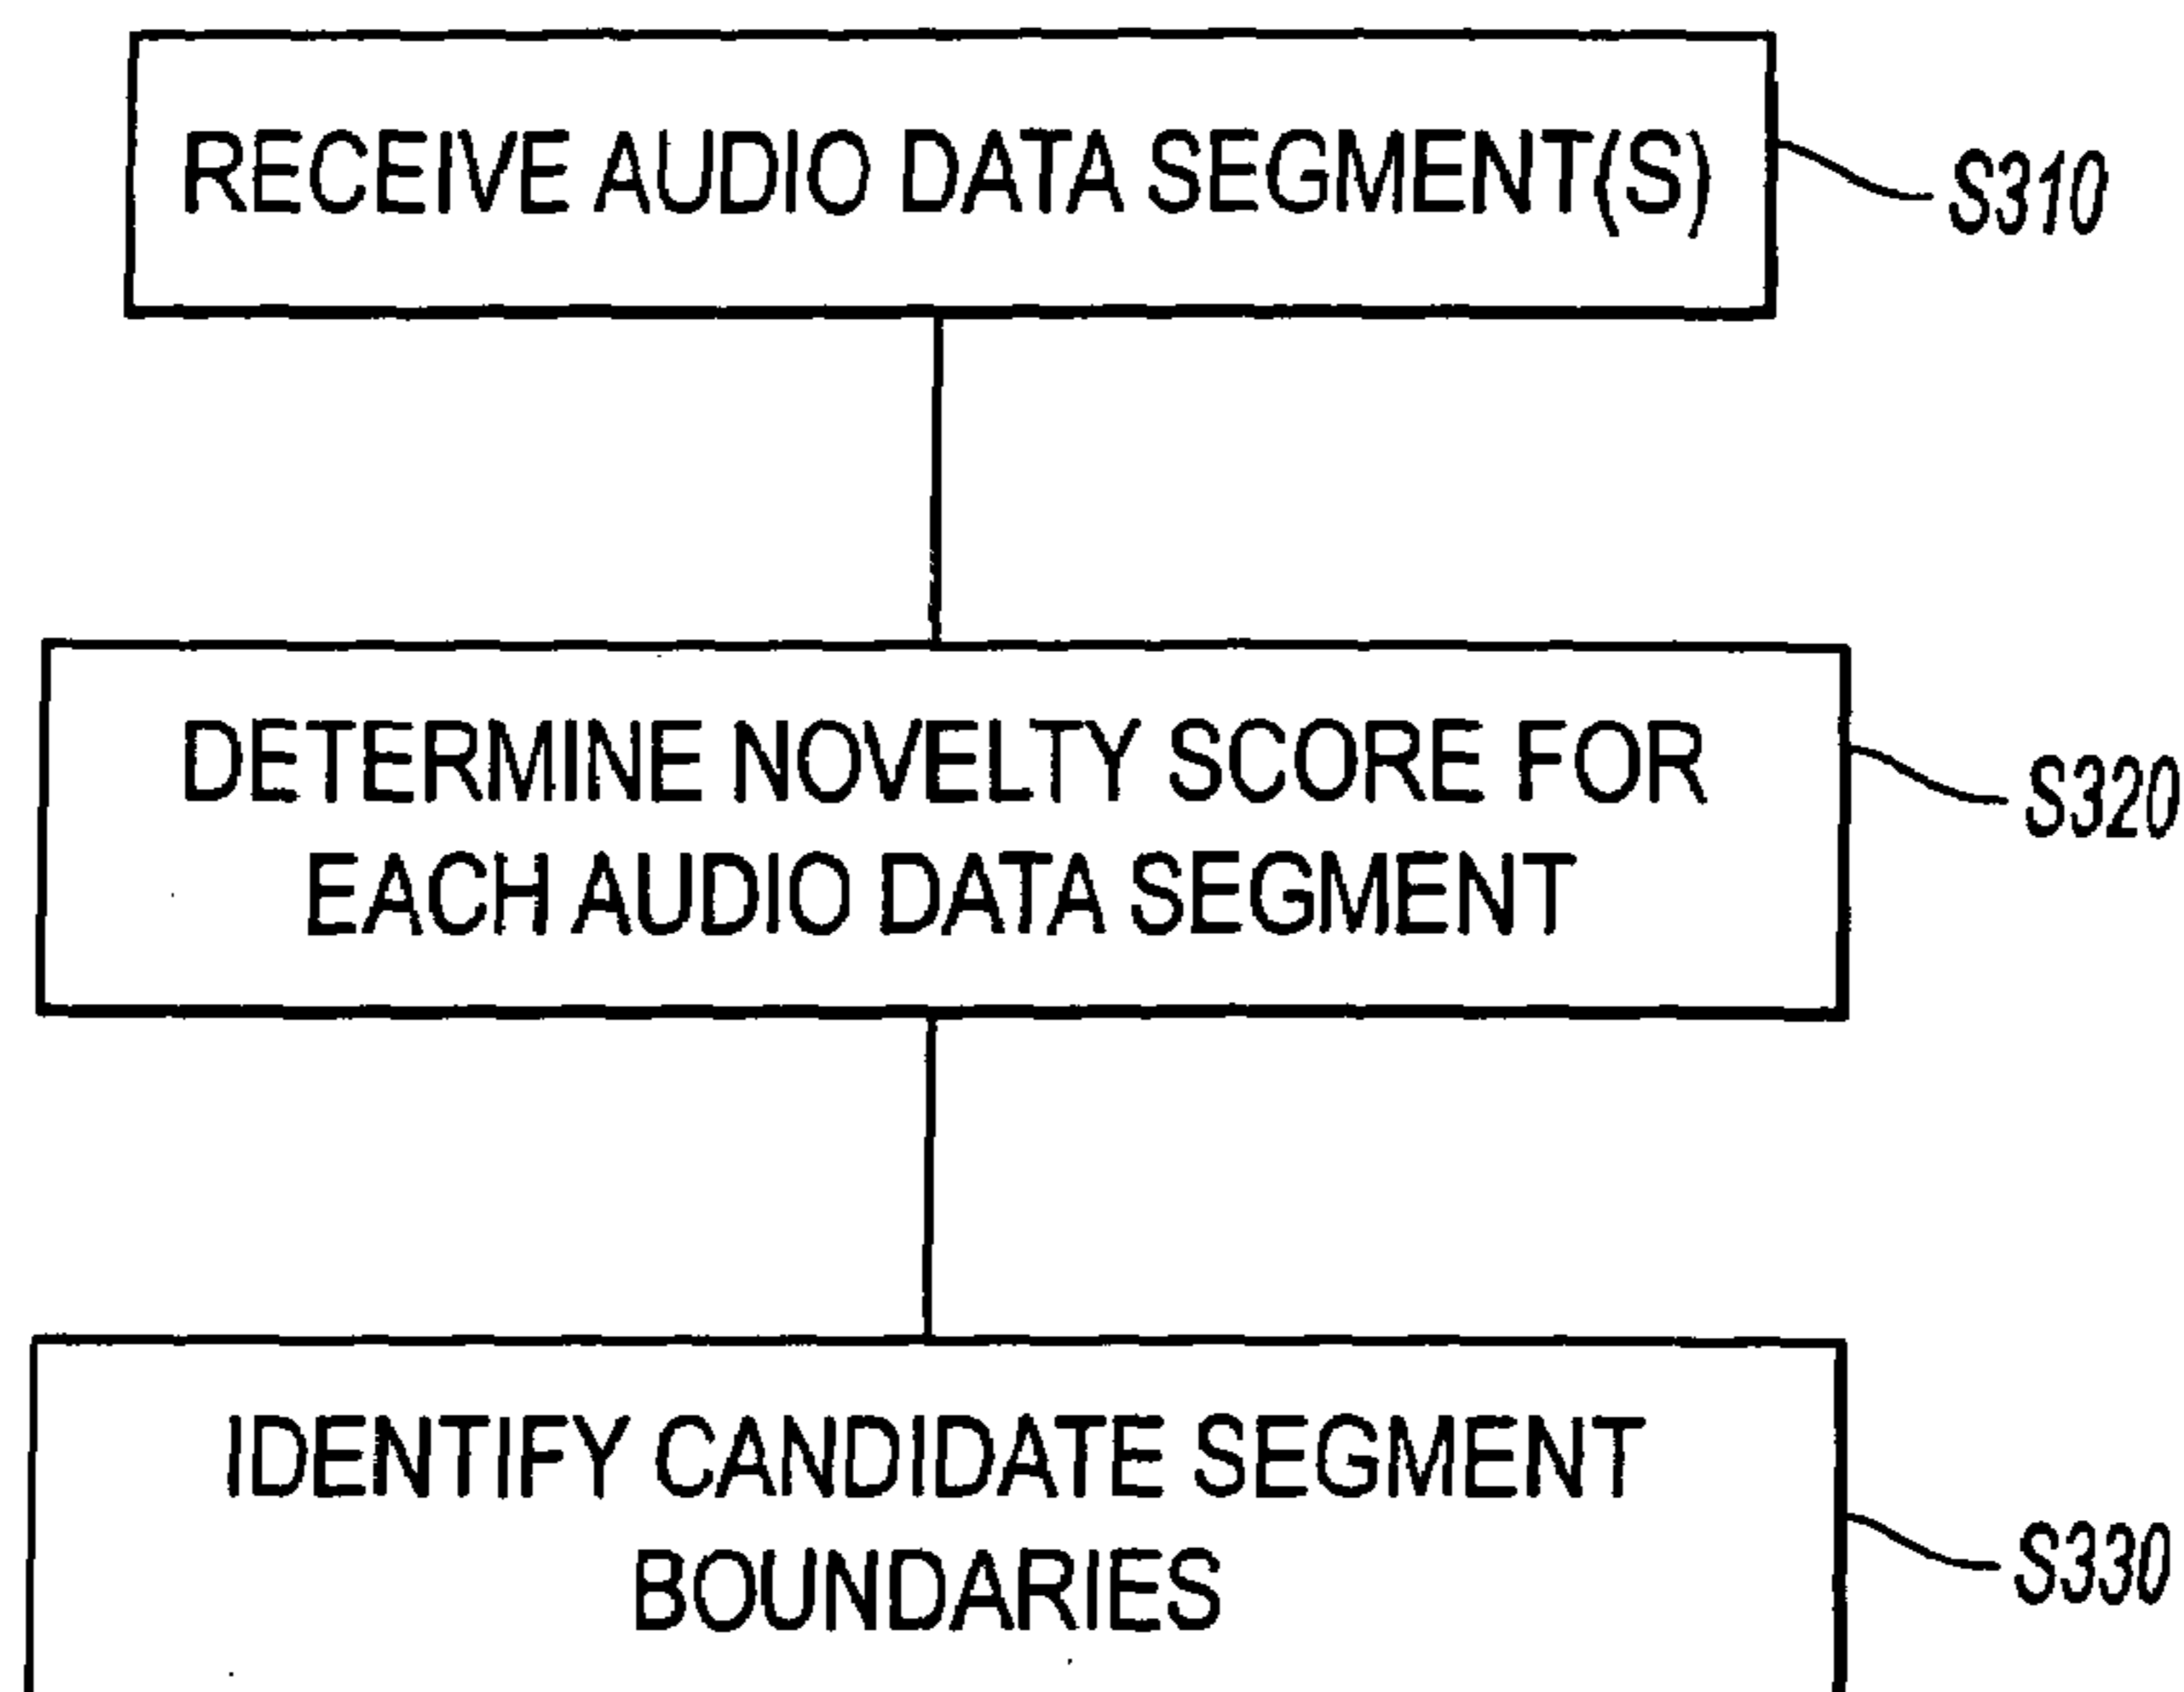 RECEIVE AUDIO DATA SEGMENT(S)
S310
DETERMINE NOVELTY SCORE FOR
EACH AUDIO DATA SEGMENT
S320
IDENTIFY CANDIDATE SEGMENT
BOUNDARIES
S330